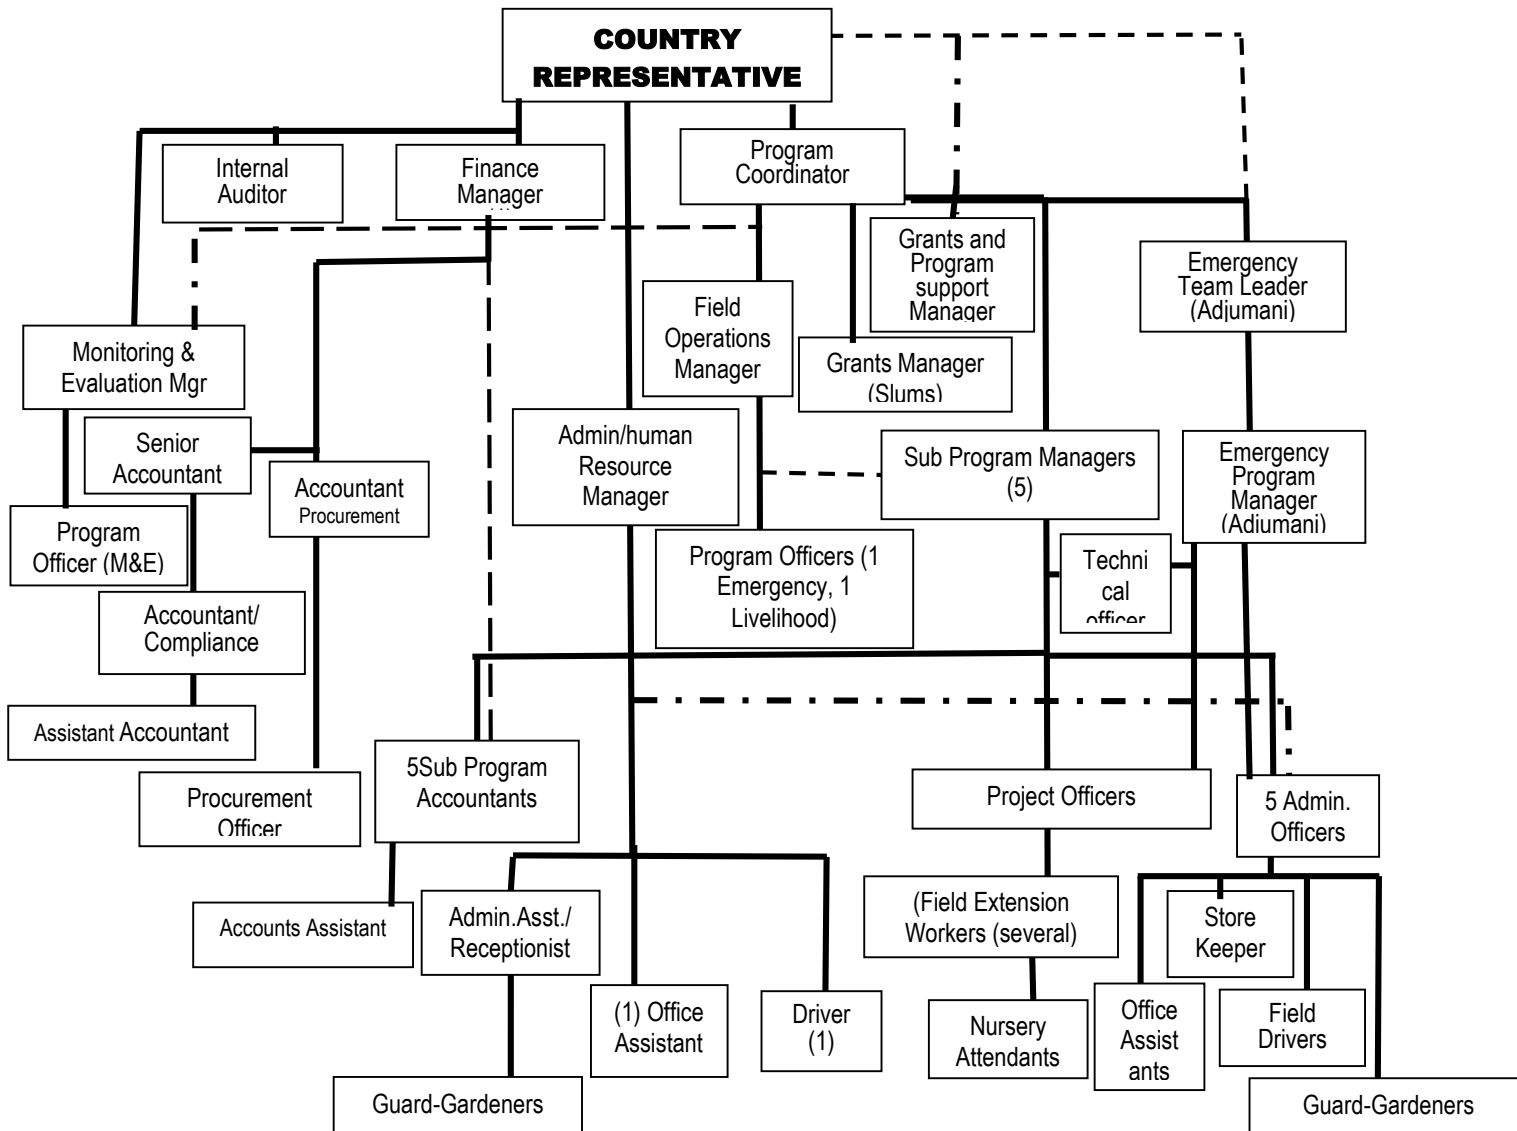 COUNTRY
REPRESENTATIVE
Internal
Auditor
Finance
Manager
Program
Coordinator
Grants and
Program
support
Manager
Emergency
Team Leader
(Adjumani)
Field
Operations
Manager
Grants Manager
(Slums)
Monitoring &
Evaluation Mgr
Senior
Accountant
Accountant
Procurement
Admin/human
Resource
Manager
Sub Program Managers
(5)
Emergency
Program
Manager
(Adjumani)
Program
Officer (M&E)
Program Officers (1
Emergency, 1
Livelihood)
Techni
cal
officer
Accountant/
Compliance
Assistant Accountant
5Sub Program
Accountants
Procurement
Officer
Project Officers
5 Admin.
Officers
Accounts Assistant
Admin.Asst./
Receptionist
(Field Extension
Workers (several)
Store
Keeper
(1) Office
Assistant
Driver
(1)
Nursery
Attendants
Office
Assist
ants
Field
Drivers
Guard-Gardeners
Guard-Gardeners